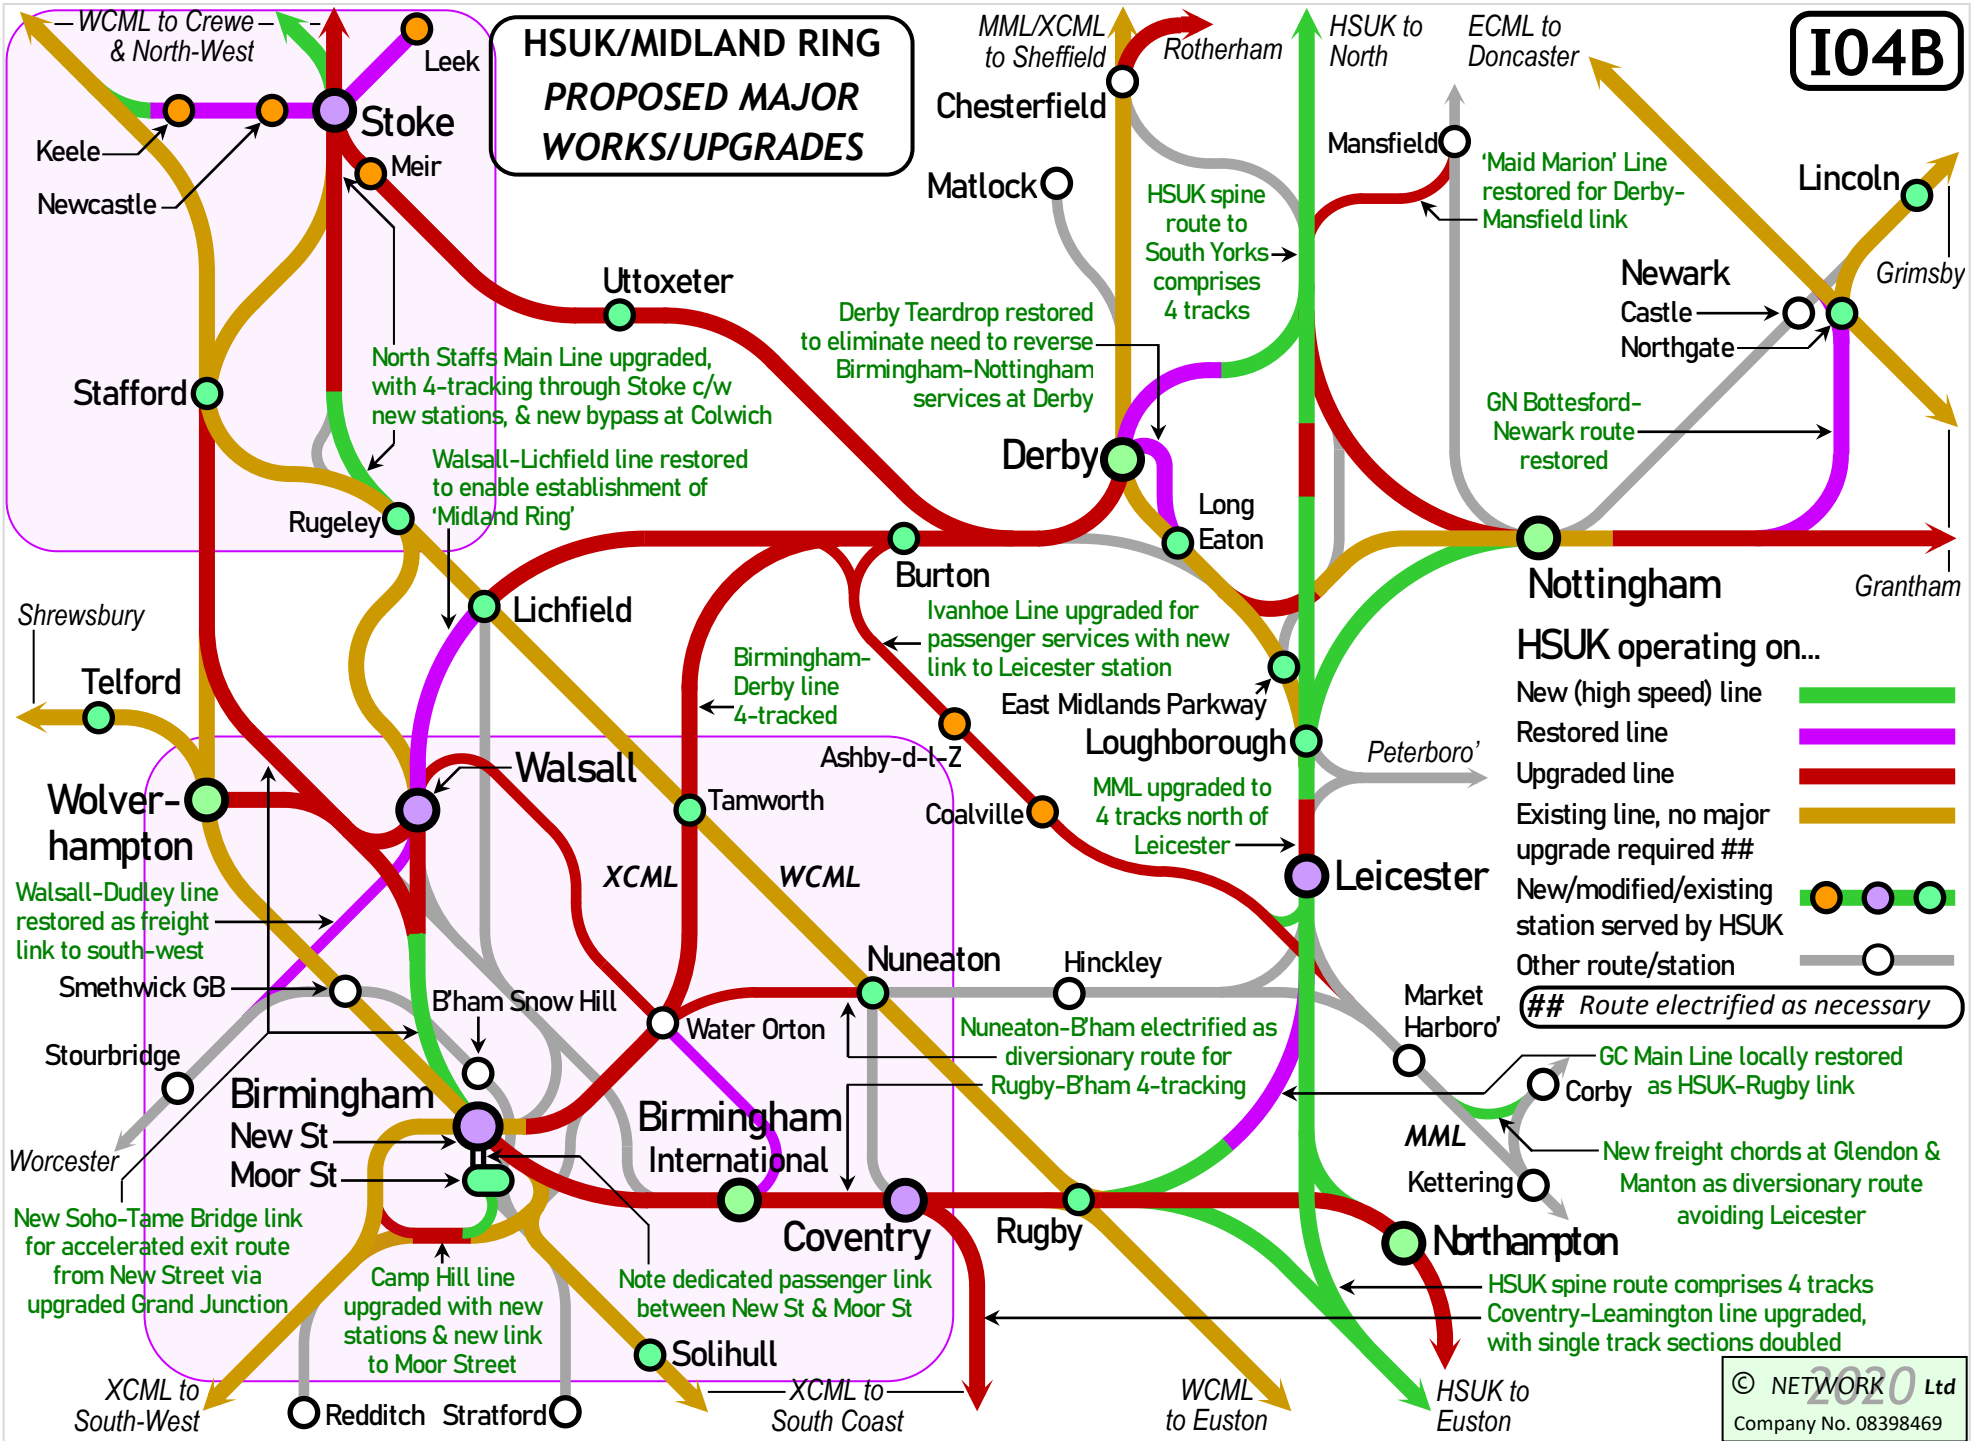 WCML to Crewe
& North-West
Leek
Stoke
Keele
Newcastle
Meir
HSUK/MIDLAND RING
PROPOSED MAJOR
WORKS/UPGRADES
MML/XCML
to Sheffield
Rotherham
Chesterfield
Matlock
HSUK to
North
ECML to
Doncaster
I04B
Mansfield
'Maid Marion' Line
restored for Derby-
Mansfield link
Lincoln
Grimsby
Newark
Castle
Northgate
HSUK spine
route to
South Yorks
comprises
4 tracks
Uttoxeter
Derby Teardrop restored
to eliminate need to reverse
Birmingham-Nottingham
services at Derby
Stafford
North Staffs Main Line upgraded,
with 4-tracking through Stoke c/w
new stations, & new bypass at Colwich
GN Bottesford-
Newark route
restored
Walsall-Lichfield line restored
to enable establishment of
'Midland Ring'
Derby
Rugeley
Long
Eaton
Burton
Nottingham
Grantham
Lichfield
Shrewsbury
Telford
Ivanhoe Line upgraded for
passenger services with new
link to Leicester station
Birmingham-
Derby line
4-tracked
East Midlands Parkway
Loughborough
Peterboro'
HSUK operating on...
New (high speed) line
Restored line
Upgraded line
Existing line, no major
upgrade required ##
New/modified/existing
station served by HSUK
Other route/station
## Route electrified as necessary
Walsall
Ashby-d-l-Z
Tamworth
Coalville
MML upgraded to
4 tracks north of
Leicester
Leicester
Wolver-
hampton
XCML
WCML
Walsall-Dudley line
restored as freight
link to south-west
Smethwick GB
Nuneaton
Hinckley
B'ham Snow Hill
Water Orton
Market
Harboro'
Stourbridge
Nuneaton-B'ham electrified as
diversionary route for
Rugby-B'ham 4-tracking
GC Main Line locally restored
as HSUK-Rugby link
Corby
Birmingham
New St
Moor St
Birmingham
International
MML
Kettering
New freight chords at Glendon &
Manton as diversionary route
avoiding Leicester
Worcester
New Soho-Tame Bridge link
for accelerated exit route
from New Street via
upgraded Grand Junction
Coventry
Rugby
Northampton
Camp Hill line
upgraded with new
stations & new link
to Moor Street
Note dedicated passenger link
between New St & Moor St
HSUK spine route comprises 4 tracks
Coventry-Leamington line upgraded,
with single track sections doubled
Solihull
XCML to
South-West
Redditch
Stratford
XCML to
South Coast
WCML
to Euston
HSUK to
Euston
© NETWORK 2020 Ltd
Company No. 08398469